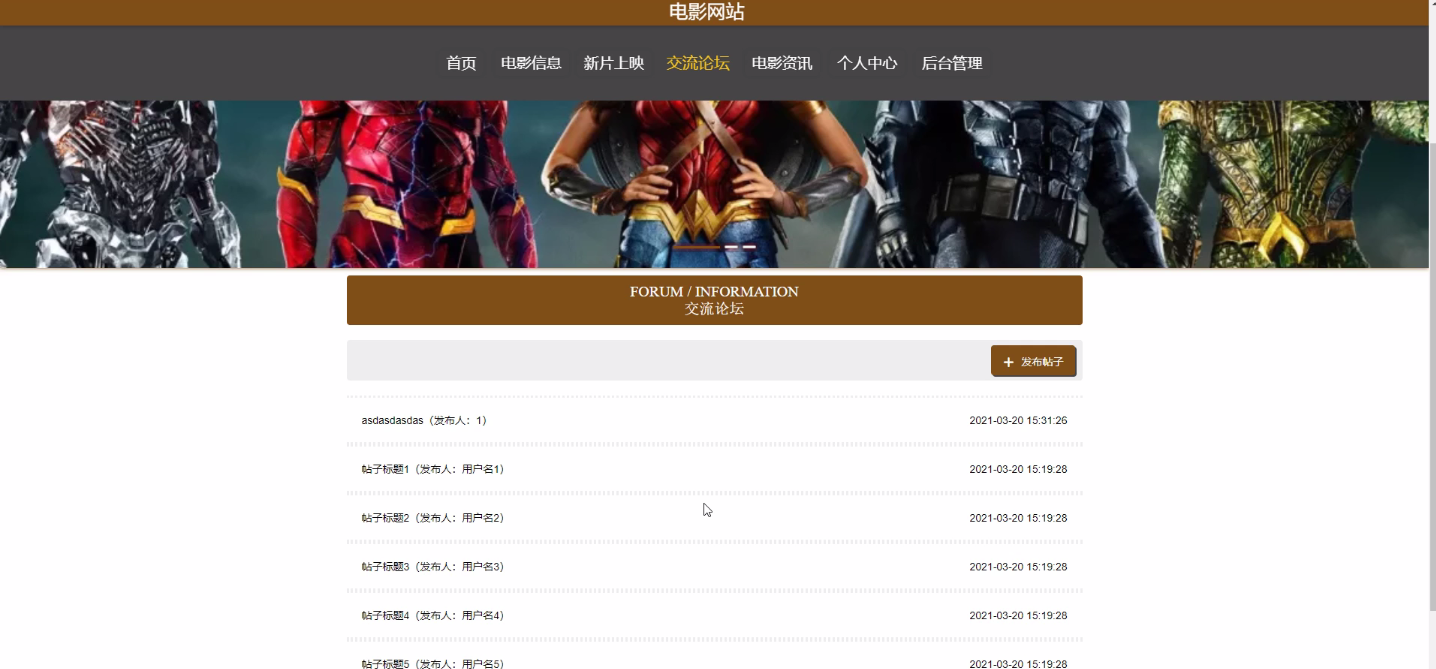 电影网站
首页 电影信息 新片上映 交流论坛 电影资讯 个人中心 后台管理
FORUM / INFORMATION
交流论坛
+ 发布帖子
asdasdasdas（发布人：1） 2021-03-20 15:31:26
帖子标题1（发布人：用户名1） 2021-03-20 15:19:28
帖子标题2（发布人：用户名2） 2021-03-20 15:19:28
帖子标题3（发布人：用户名3） 2021-03-20 15:19:28
帖子标题4（发布人：用户名4） 2021-03-20 15:19:28
帖子标题5（发布人：用户名5） 2021-03-20 15:19:28